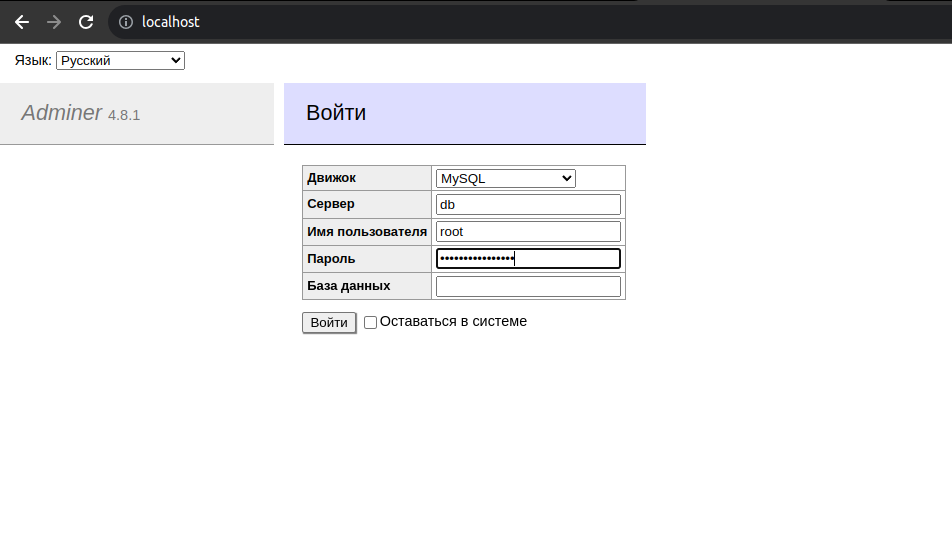 localhost
Язык: Русский
Adminer 4.8.1
Войти
Движок MySQL
Сервер db
Имя пользователя root
Пароль ••••••••••••••••
База данных
Войти Оставаться в системе